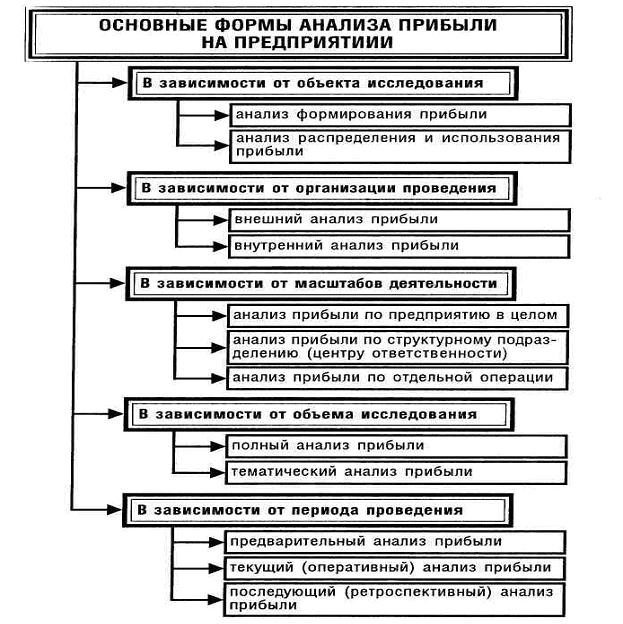 ОСНОВНЫЕ ФОРМЫ АНАЛИЗА ПРИБЫЛИ
НА ПРЕДПРИЯТИИИ
В зависимости от объекта исследования
анализ формирования прибыли
анализ распределения и использования
прибыли
В зависимости от организации проведения
внешний анализ прибыли
внутренний анализ прибыли
В зависимости от масштабов деятельности
анализ прибыли по предприятию в целом
анализ прибыли по структурному подраз-
делению (центру ответственности)
анализ прибыли по отдельной операции
В зависимости от объема исследования
полный анализ прибыли
тематический анализ прибыли
В зависимости от периода проведения
предварительный анализ прибыли
текущий (оперативный) анализ прибыли
последующий (ретроспективный) анализ
прибыли